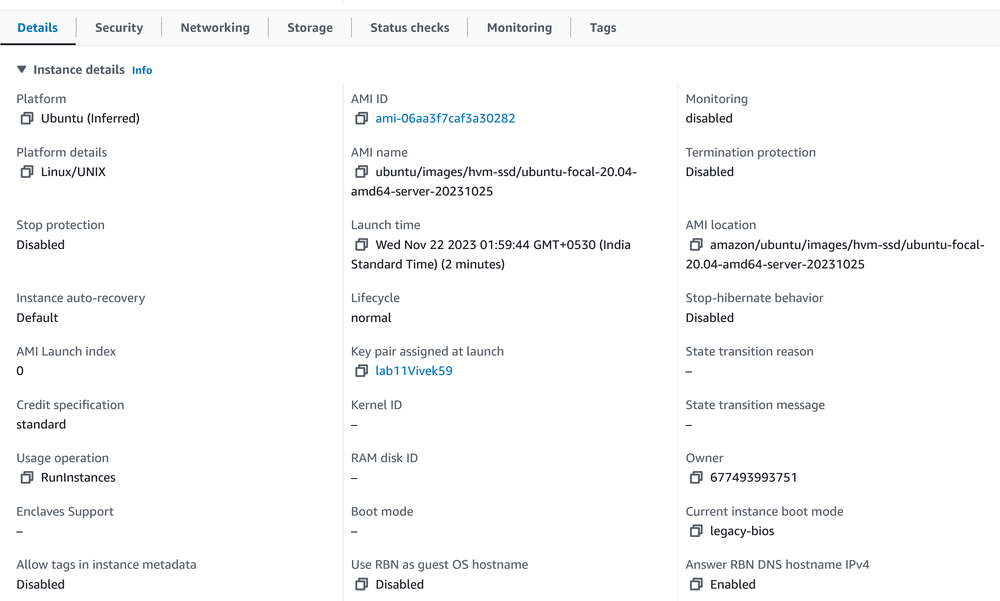 Details
Security
Networking
Storage
Status checks
Monitoring
Tags
Instance details Info
Platform
Ubuntu (Inferred)
AMI ID
ami-06aa3f7caf3a30282
Monitoring
disabled
Platform details
Linux/UNIX
AMI name
ubuntu/images/hvm-ssd/ubuntu-focal-20.04-
amd64-server-20231025
Termination protection
Disabled
Stop protection
Disabled
Launch time
Wed Nov 22 2023 01:59:44 GMT+0530 (India
Standard Time) (2 minutes)
AMI location
amazon/ubuntu/images/hvm-ssd/ubuntu-focal-
20.04-amd64-server-20231025
Instance auto-recovery
Default
Lifecycle
normal
Stop-hibernate behavior
Disabled
AMI Launch index
0
Key pair assigned at launch
lab11Vivek59
State transition reason
–
Credit specification
standard
Kernel ID
–
State transition message
–
Usage operation
RunInstances
RAM disk ID
–
Owner
677493993751
Enclaves Support
–
Boot mode
–
Current instance boot mode
legacy-bios
Allow tags in instance metadata
Disabled
Use RBN as guest OS hostname
Disabled
Answer RBN DNS hostname IPv4
Enabled